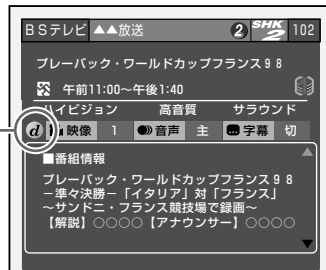 BSテレビ ▲▲放送 ② SHK 2 102
プレーバック・ワールドカップフランス98
午前11:00~午後1:40
ハイビジョン 高音質 サラウンド
d 映像 1 音声 主 字幕 切
■番組情報
プレーバック・ワールドカップフランス98
-準々決勝-「イタリア」対「フランス」
~サンドニ・フランス競技場で録画~
【解説】○○○○【アナウンサー】○○○○